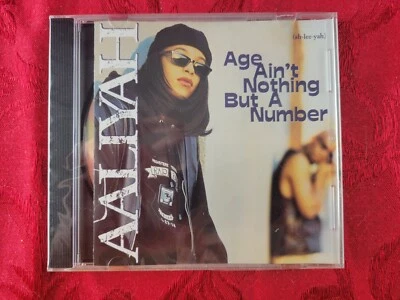 (ah-lee-yah)
Age
Ain't
Nothing
But A
Number
AALIYAH